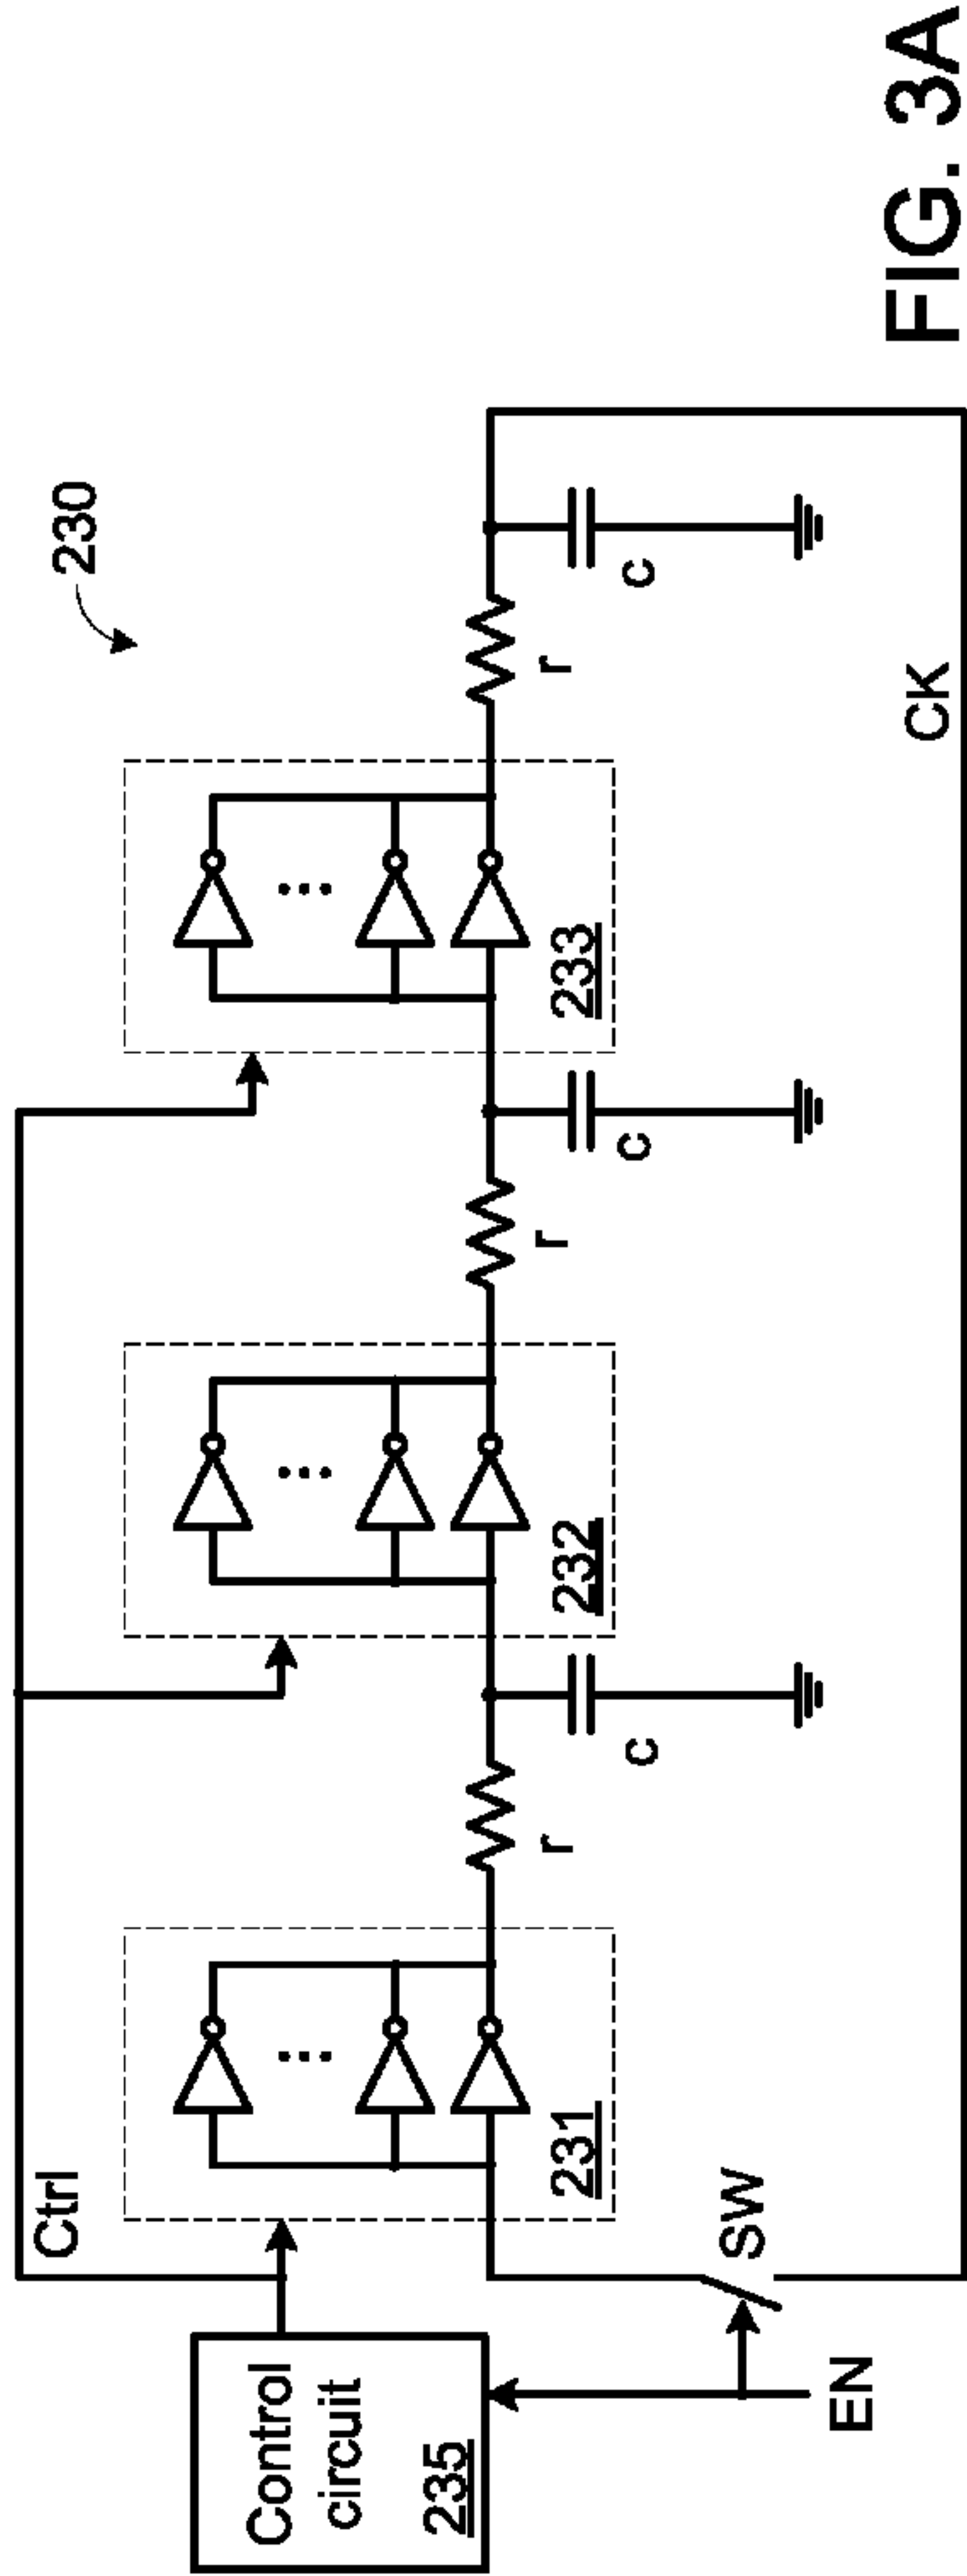 230
Ctrl
Control
circuit
235
231
232
233
r
r
r
c
c
c
SW
EN
CK
FIG. 3A